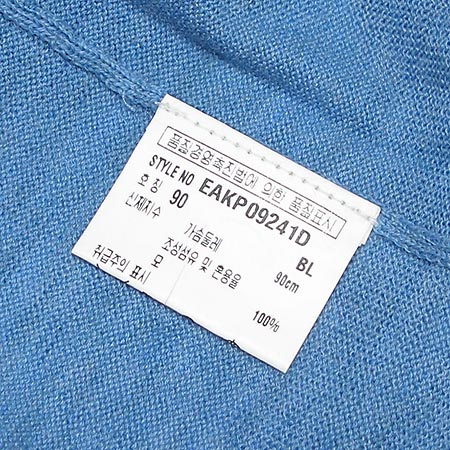 품질경영촉진법에 의한 품질표시
STYLE NO EAKP09241D
호칭 90 BL
신체치수 가슴둘레 90cm
조성섬유 및 혼용율
모 100%
취급주의 표시